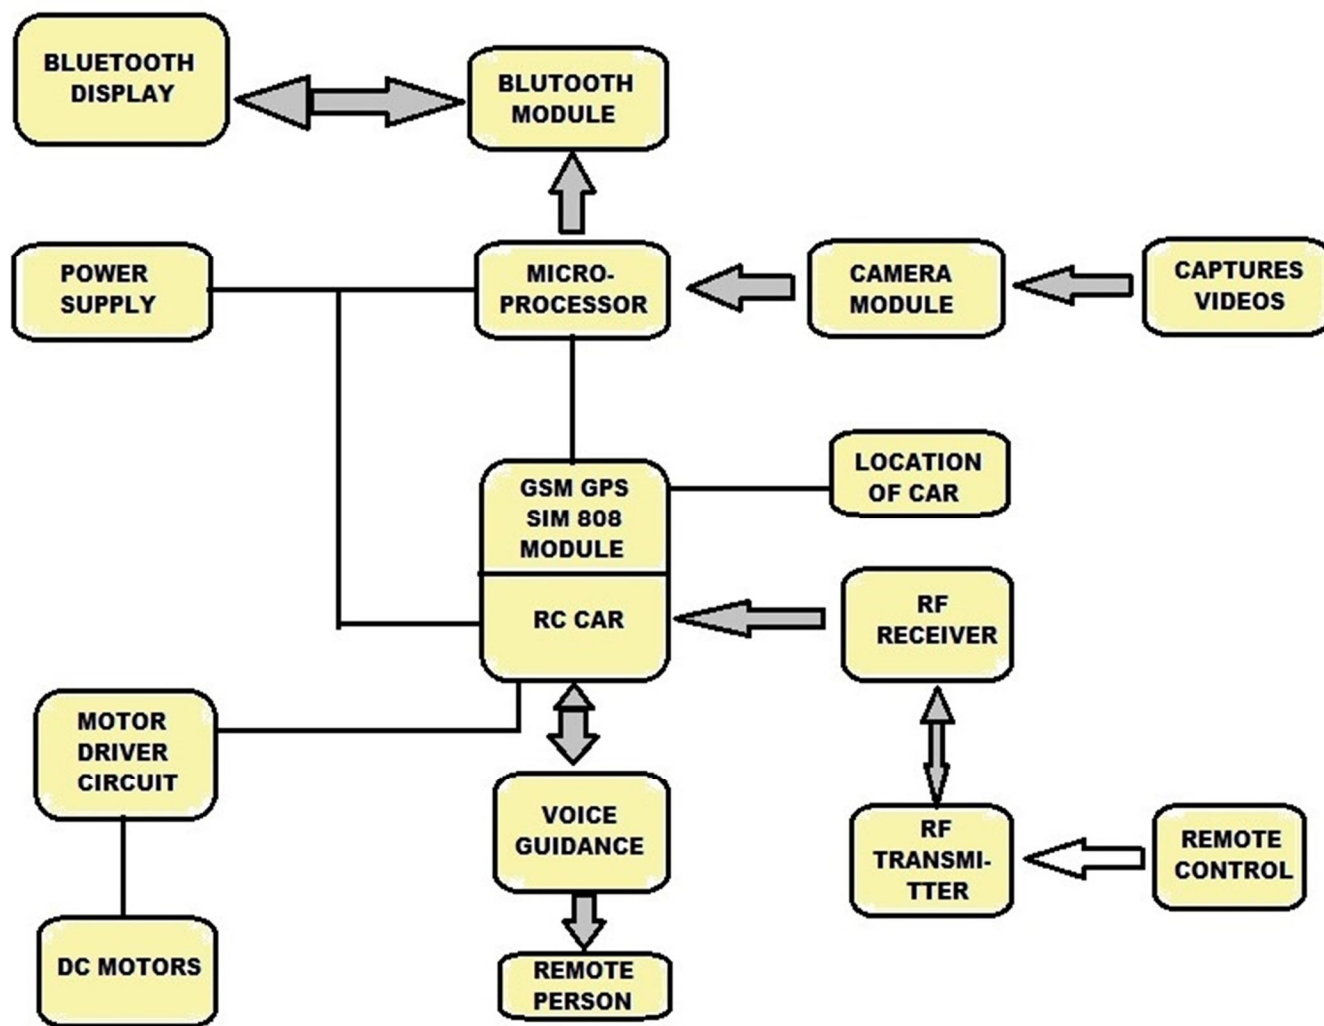 BLUETOOTH
DISPLAY
BLUTOOTH
MODULE
POWER
SUPPLY
MICRO-
PROCESSOR
CAMERA
MODULE
CAPTURES
VIDEOS
GSM GPS
SIM 808
MODULE
LOCATION
OF CAR
RC CAR
RF
RECEIVER
MOTOR
DRIVER
CIRCUIT
VOICE
GUIDANCE
RF
TRANSMI-
TTER
REMOTE
CONTROL
DC MOTORS
REMOTE
PERSON